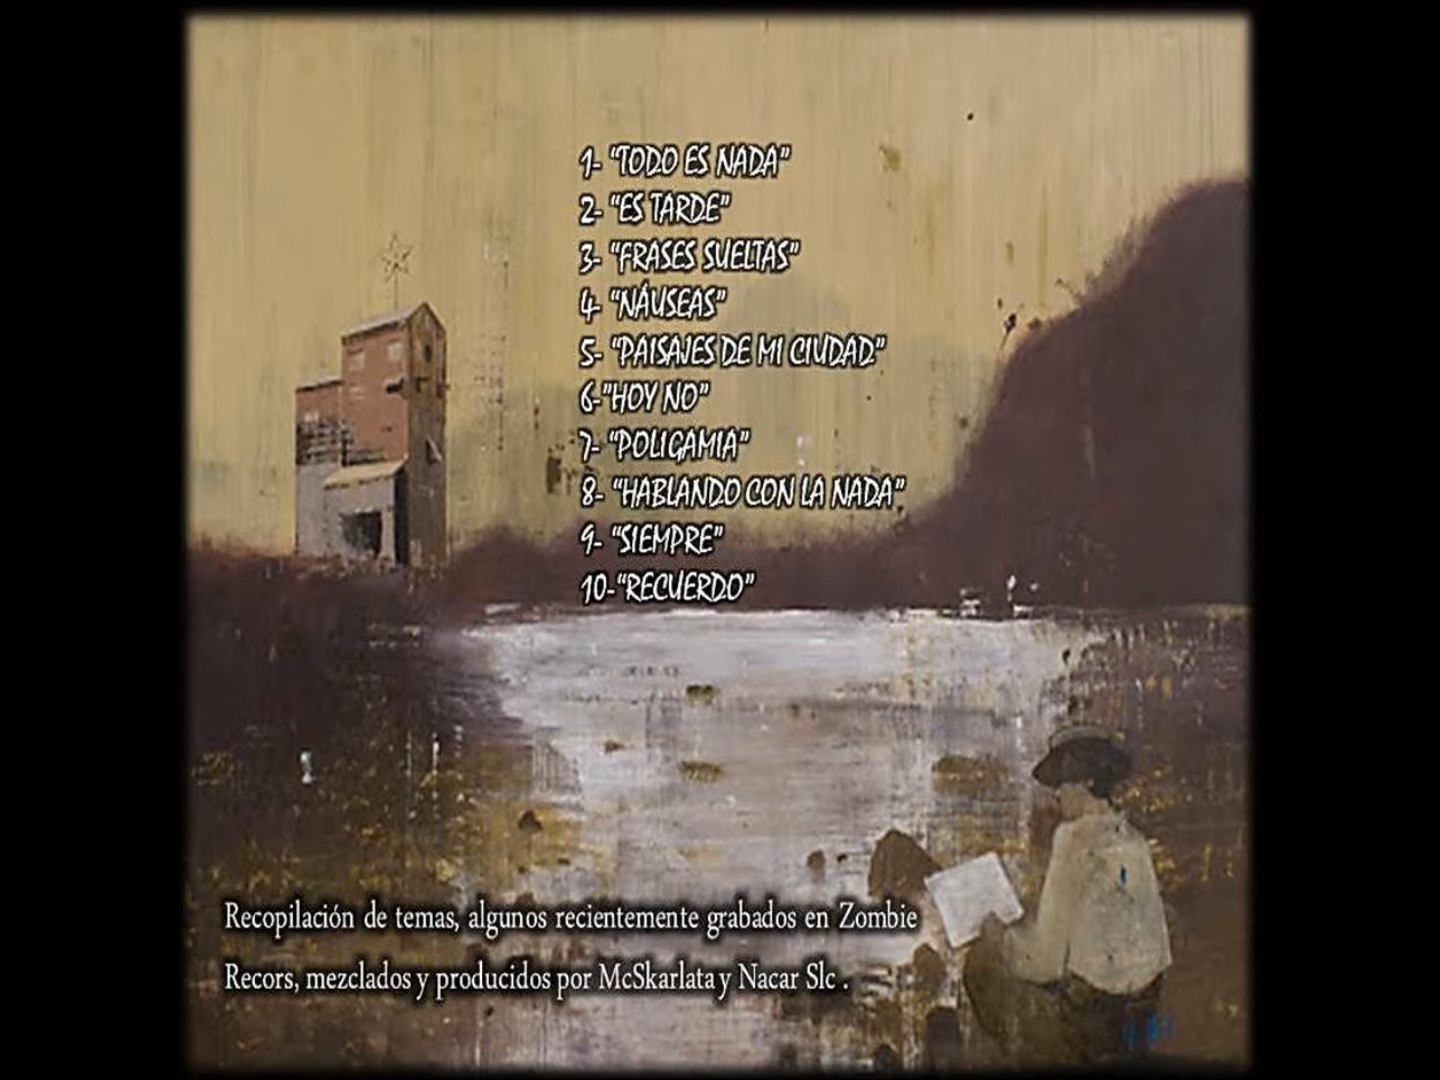 1- "TODO ES NADA"
2- "ES TARDE"
3- "FRASES SUELTAS"
4- "NÁUSEAS"
5- "PAISAJES DE MI CIUDAD"
6-"HOY NO"
7- "POLIGAMIA"
8- "HABLANDO CON LA NADA"
9- "SIEMPRE"
10-"RECUERDO"
Recopilación de temas, algunos recientemente grabados en Zombie
Recors, mezclados y producidos por McSkarlata y Nacar Slc .